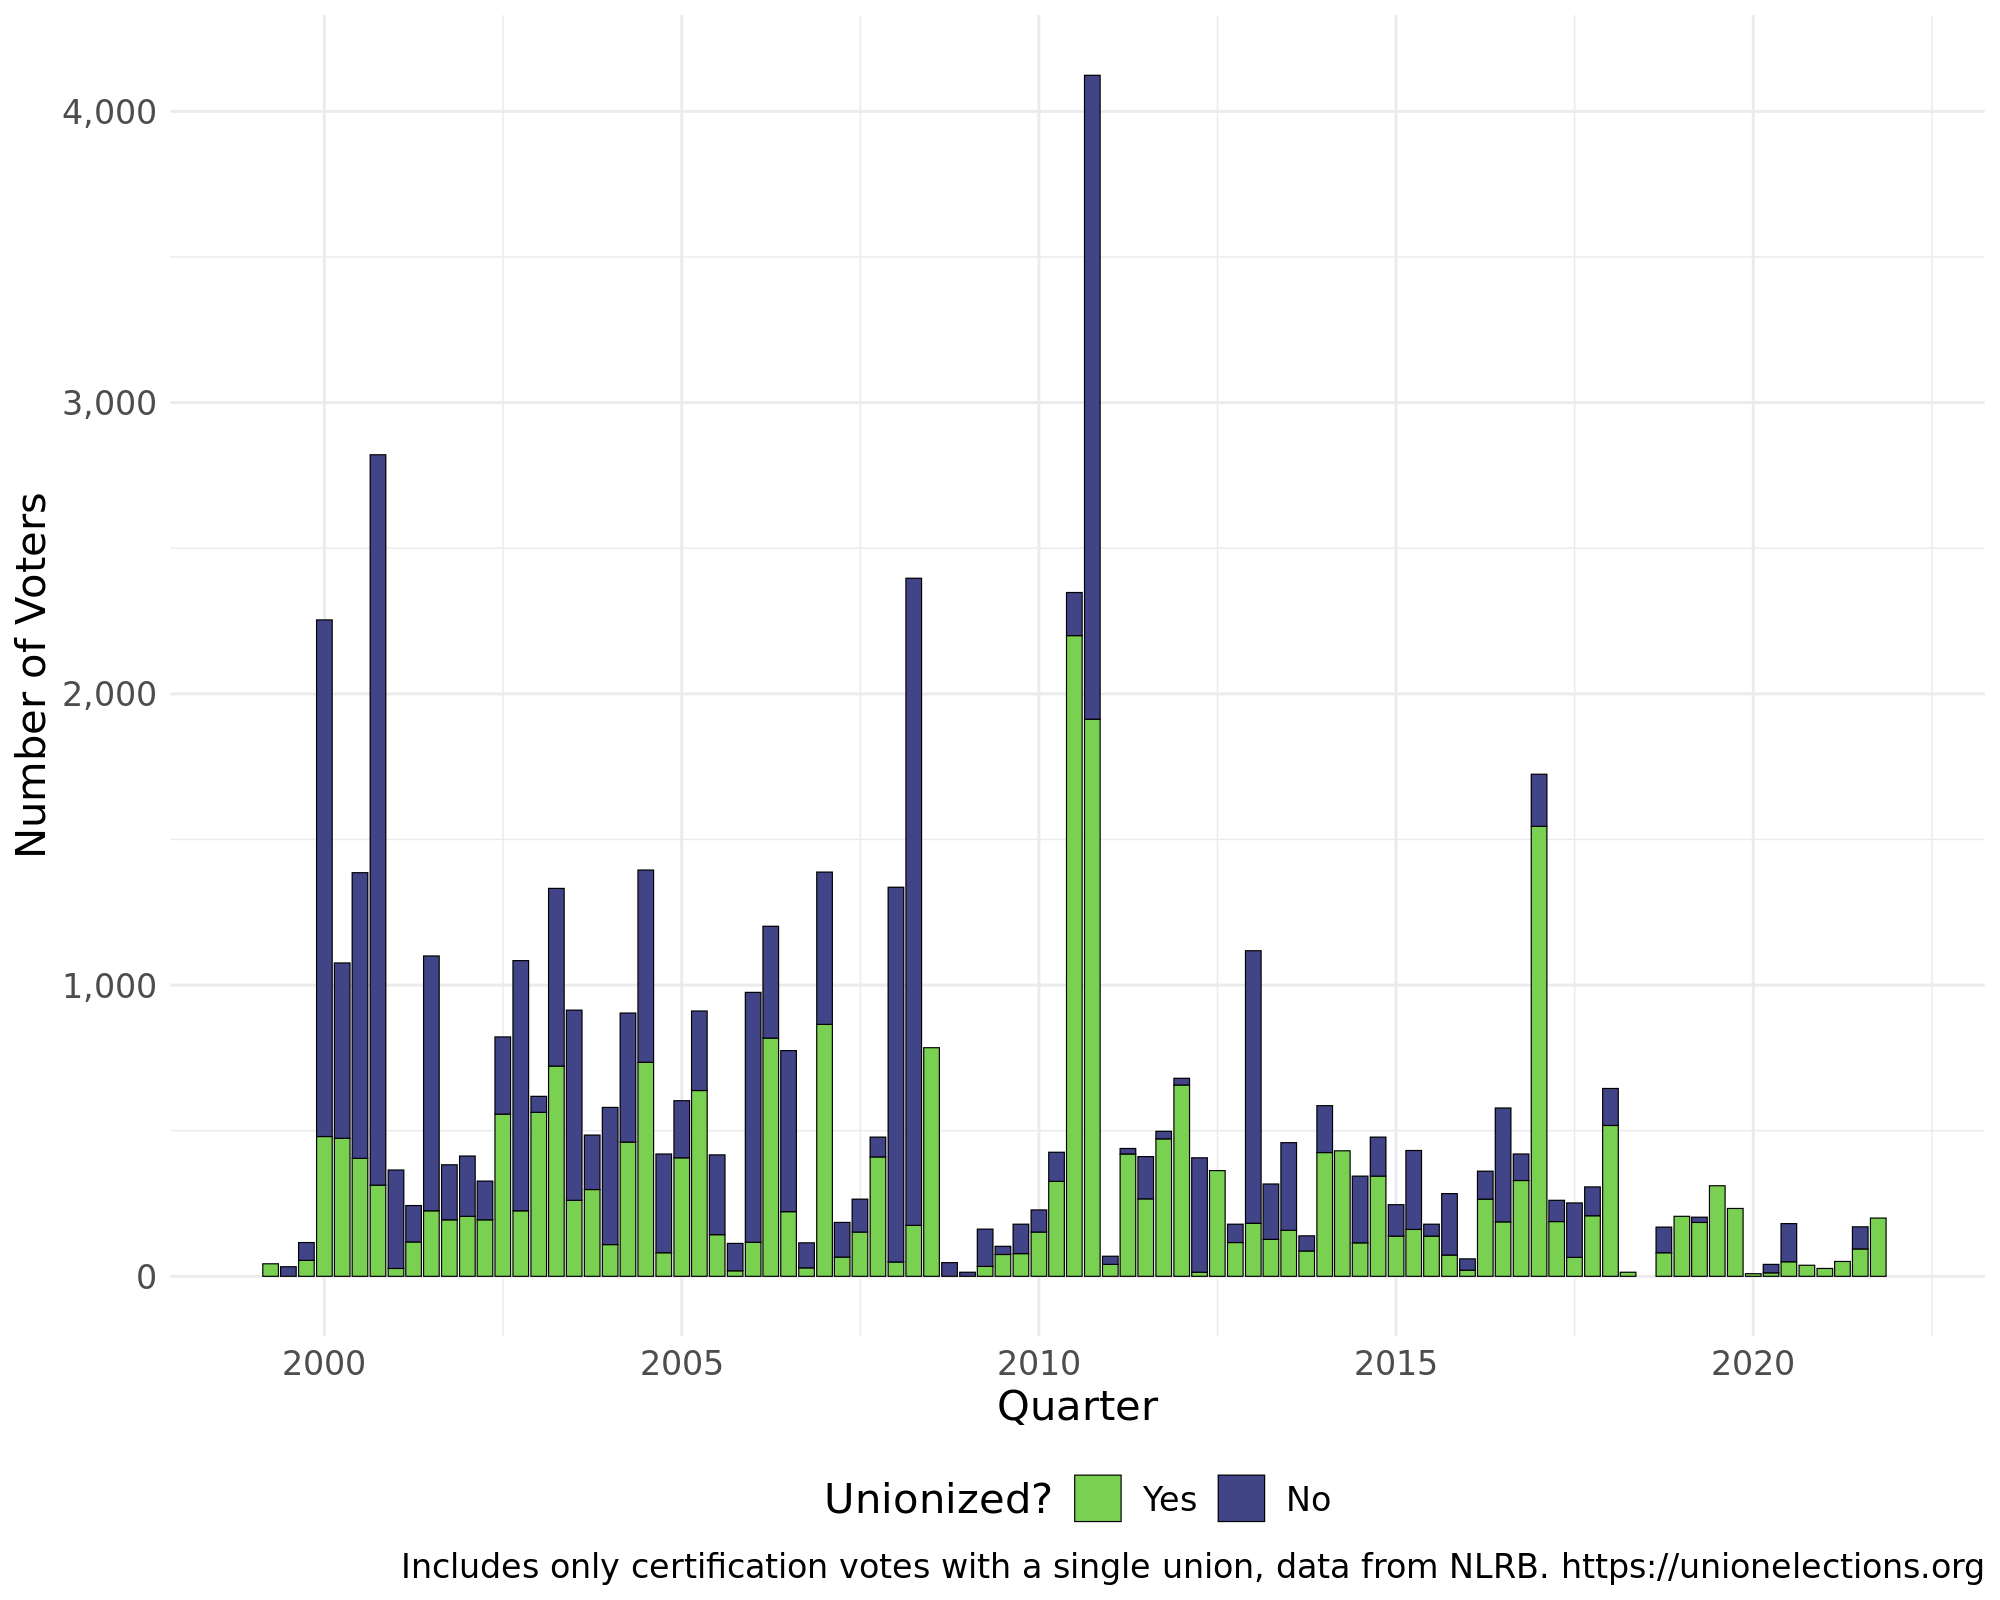 4,000
3,000
2,000
1,000
0
Number of Voters
2000 2005 2010 2015 2020
Quarter
Unionized? Yes No
Includes only certification votes with a single union, data from NLRB. https://unionelections.org